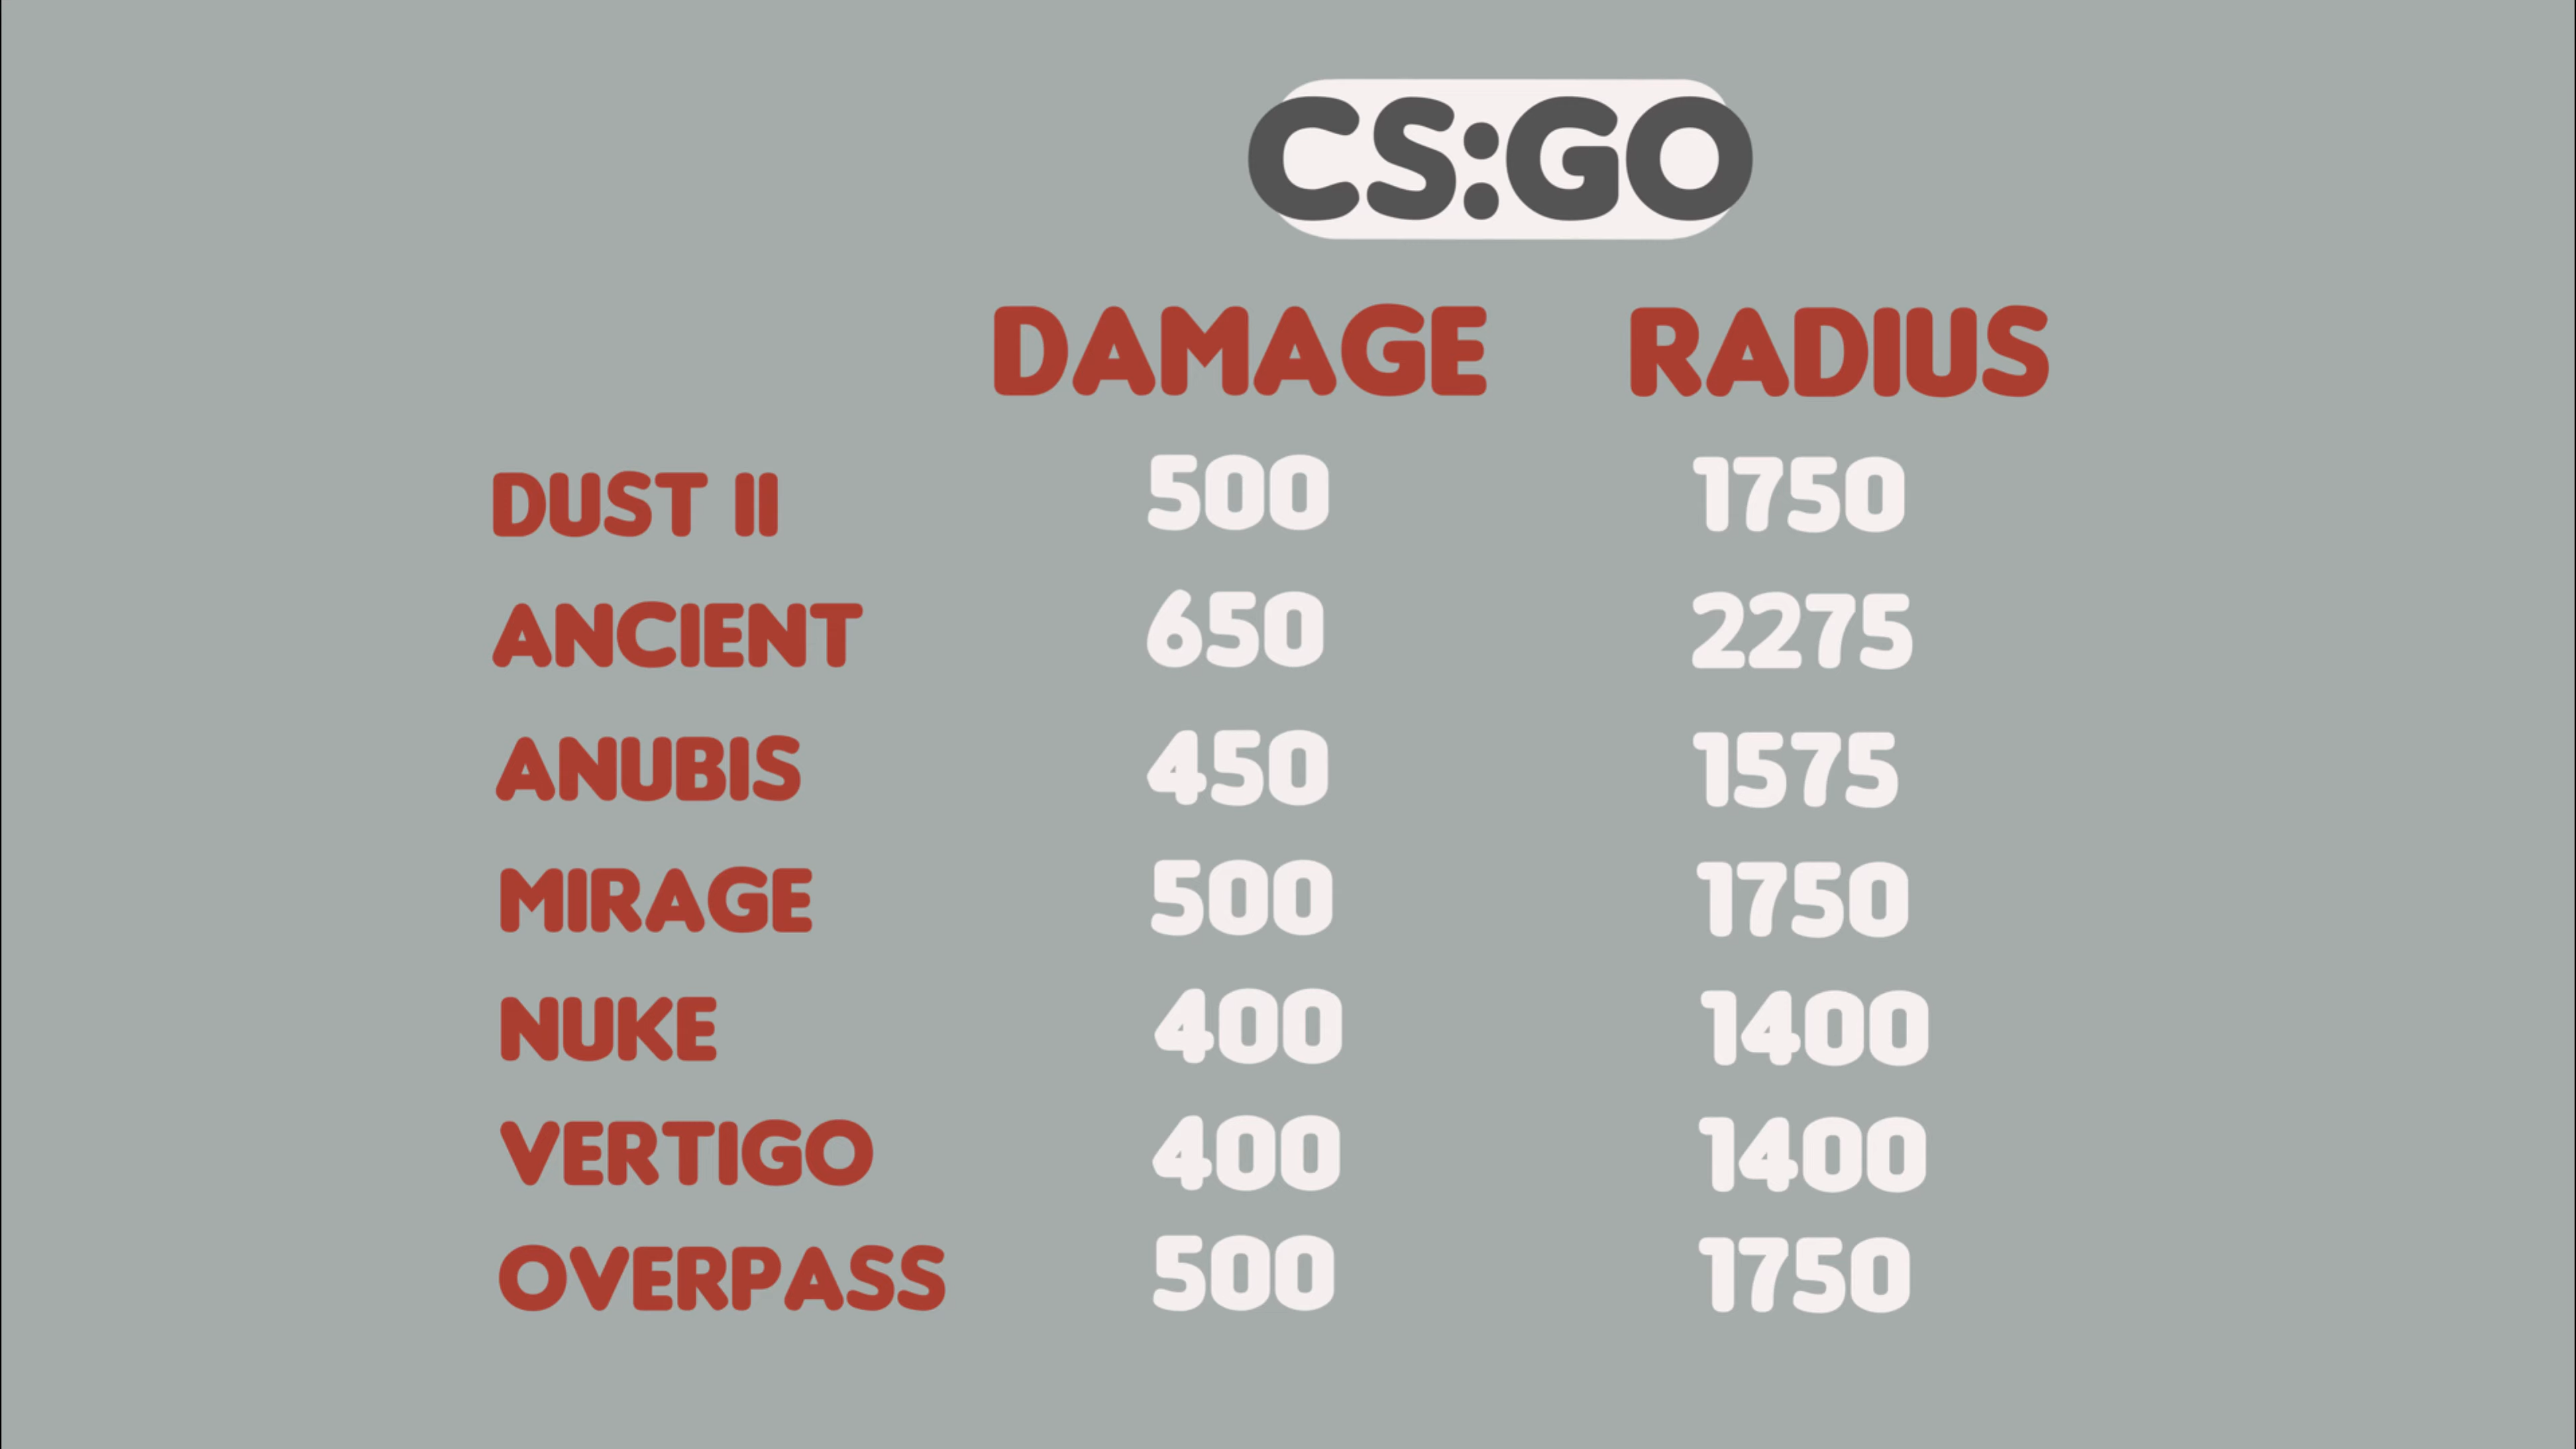 CS:GO
DAMAGE RADIUS
DUST II 500 1750
ANCIENT 650 2275
ANUBIS 450 1575
MIRAGE 500 1750
NUKE 400 1400
VERTIGO 400 1400
OVERPASS 500 1750